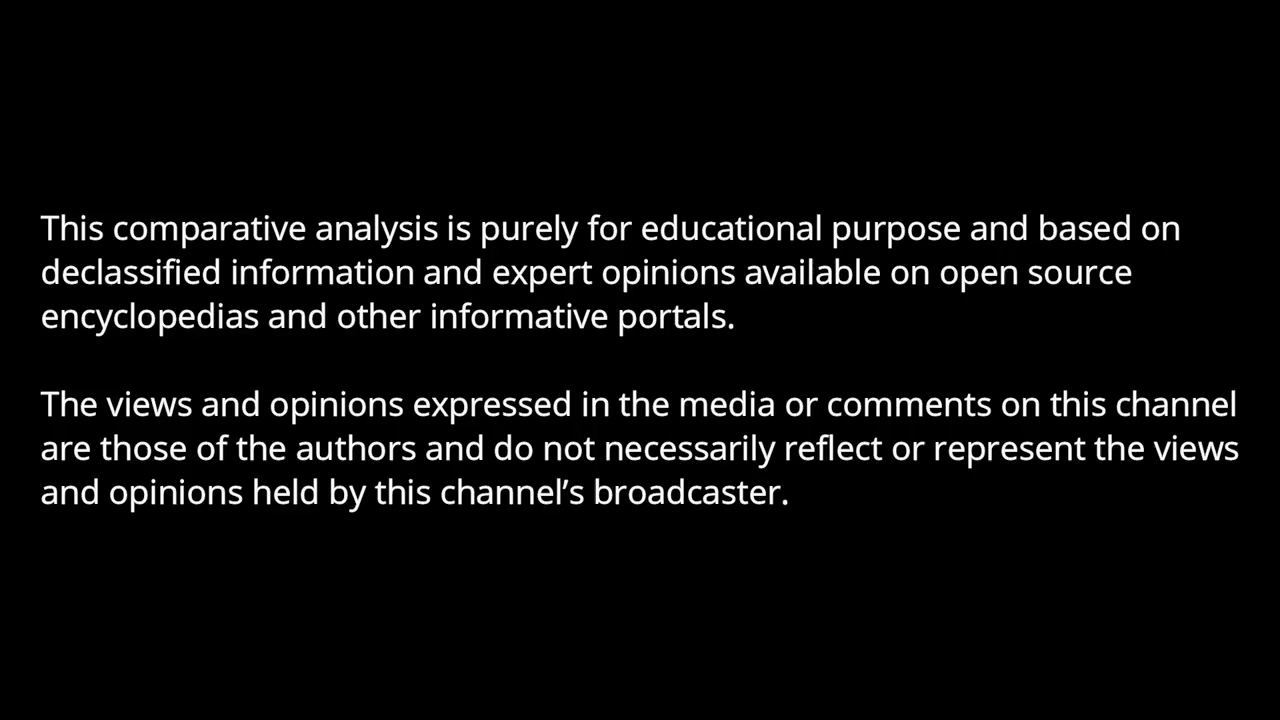 This comparative analysis is purely for educational purpose and based on
declassified information and expert opinions available on open source
encyclopedias and other informative portals.
The views and opinions expressed in the media or comments on this channel
are those of the authors and do not necessarily reflect or represent the views
and opinions held by this channel’s broadcaster.